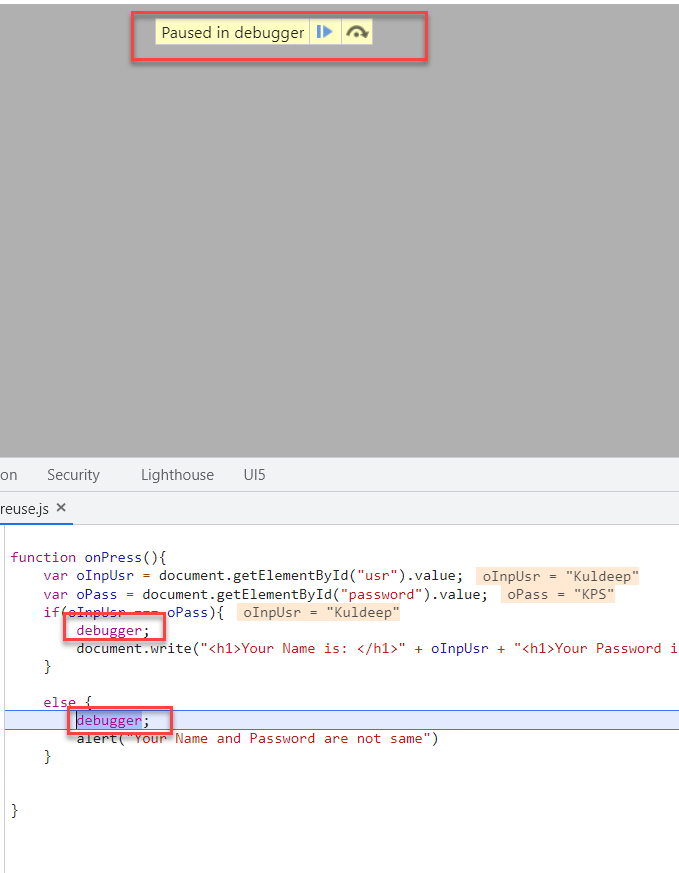 Paused in debugger
on Security Lighthouse UI5
reuse.js ✕
function onPress(){
var oInpUsr = document.getElementById("usr").value; oInpUsr = "Kuldeep"
var oPass = document.getElementById("password").value; oPass = "KPS"
if(oInpUsr === oPass){ oInpUsr = "Kuldeep"
debugger;
document.write("<h1>Your Name is: </h1>" + oInpUsr + "<h1>Your Password i
}
else {
debugger;
alert("Your Name and Password are not same")
}
}